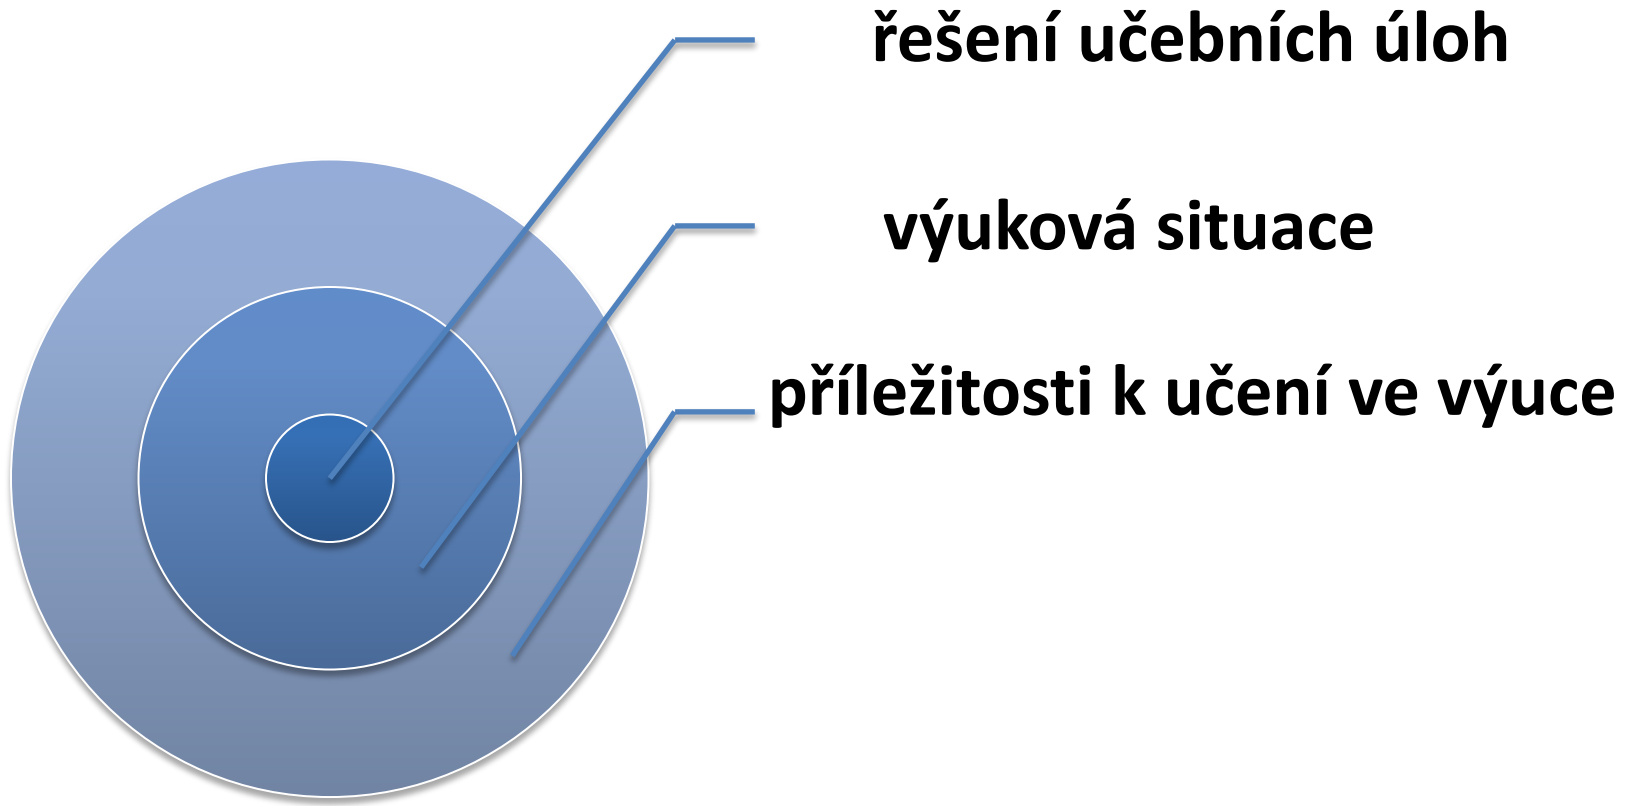 řešení učebních úloh
výuková situace
příležitosti k učení ve výuce